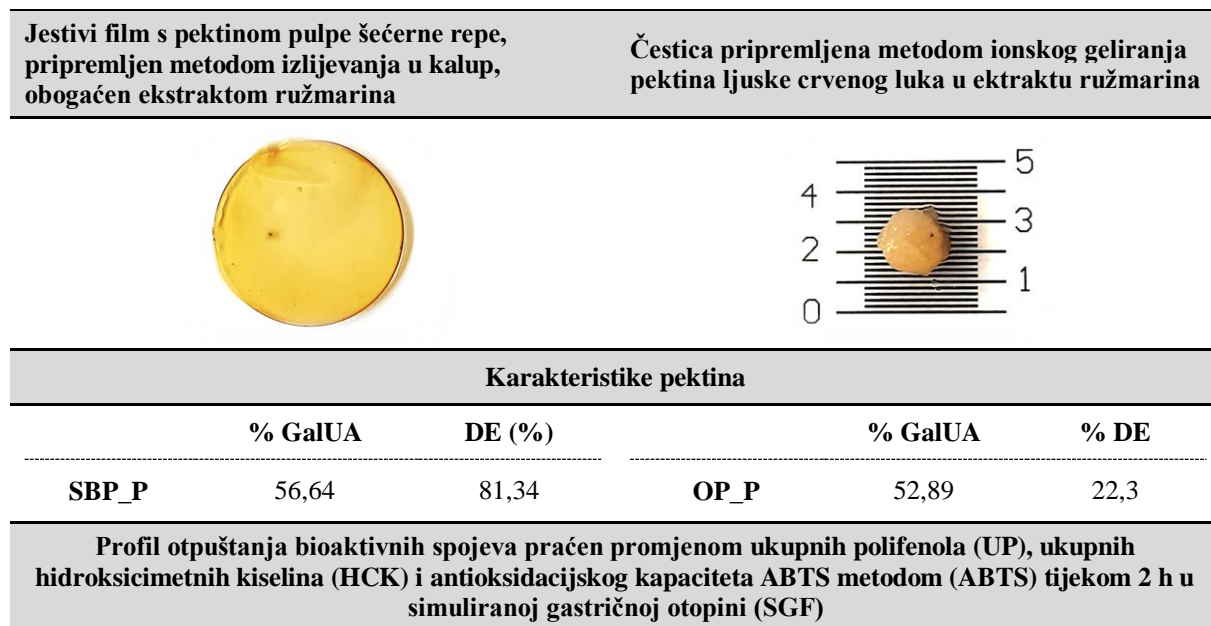 Jestivi film s pektinom pulpe šećerne repe,
pripremljen metodom izlijevanja u kalup,
obogaćen ekstraktom ružmarina
Čestica pripremljena metodom ionskog geliranja
pektina ljuske crvenog luka u ektraktu ružmarina
5
4
3
2
1
0
Karakteristike pektina
% GalUA DE (%) % GalUA % DE
SBP_P 56,64 81,34 OP_P 52,89 22,3
Profil otpuštanja bioaktivnih spojeva praćen promjenom ukupnih polifenola (UP), ukupnih
hidroksicimetnih kiselina (HCK) i antioksidacijskog kapaciteta ABTS metodom (ABTS) tijekom 2 h u
simuliranoj gastričnoj otopini (SGF)